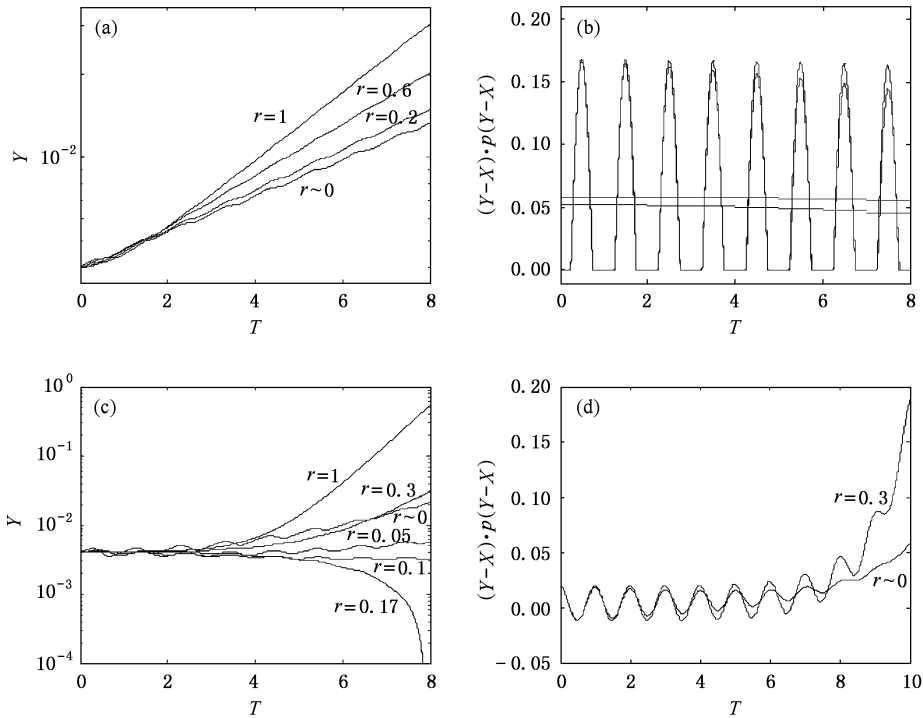 (a)
r=1
r=0.6
r=0.2
r~0
10⁻²
Y
0 2 4 6 8
T
(b)
0.20
0.15
0.10
0.05
0.00
(Y−X)•p(Y−X)
0 2 4 6 8
T
(c)
10⁰
10⁻¹
10⁻²
10⁻³
10⁻⁴
Y
r=1
r=0.3
r~0
r=0.05
r=0.1
r=0.17
0 2 4 6 8
T
(d)
0.20
0.15
0.10
0.05
0.00
−0.05
(Y−X)•p(Y−X)
r=0.3
r~0
0 2 4 6 8 10
T